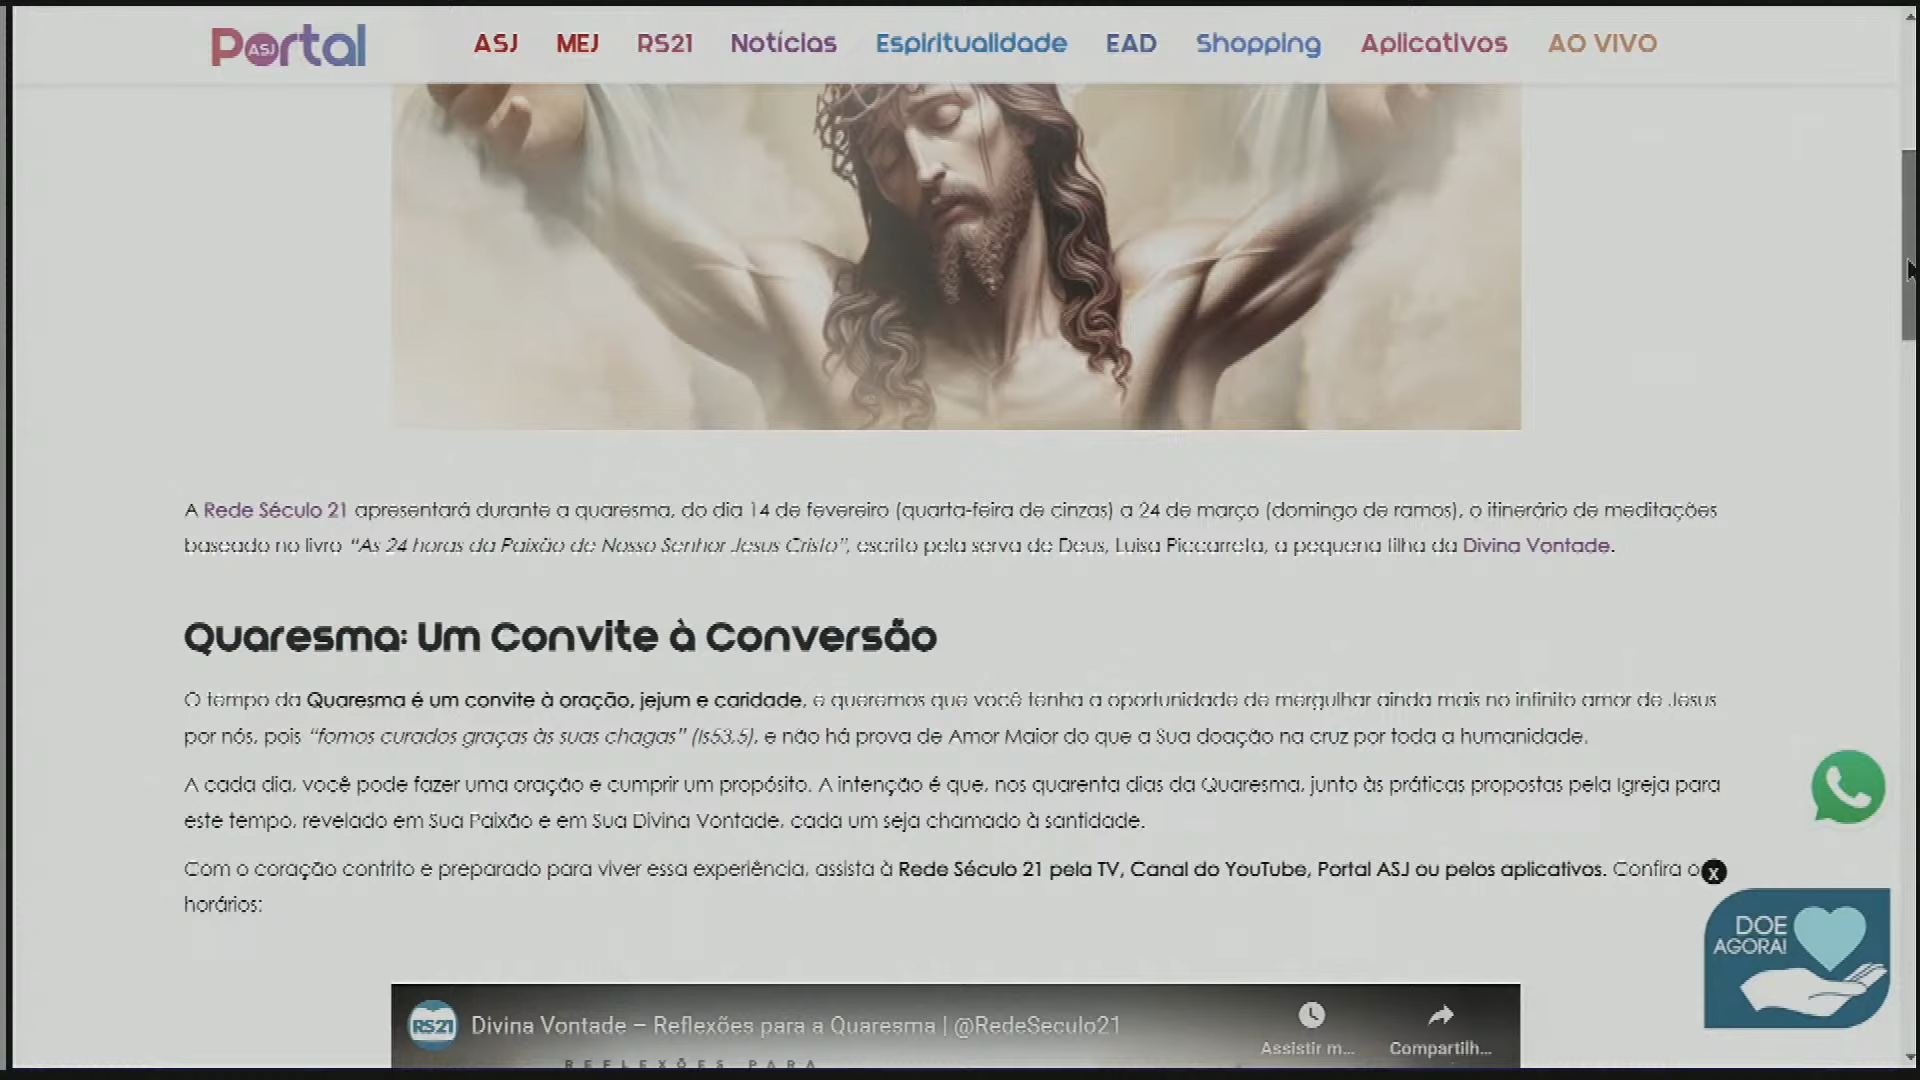 Portal ASJ
ASJ MEJ RS21 Notícias Espiritualidade EAD Shopping Aplicativos AO VIVO
A Rede Século 21 apresentará durante a quaresma, do dia 14 de fevereiro (quarta-feira de cinzas) a 24 de março (domingo de ramos), o itinerário de meditações
baseado no livro “As 24 horas da Paixão de Nosso Senhor Jesus Cristo”, escrito pela serva de Deus, Luisa Piccarreta, a pequena filha da Divina Vontade.
Quaresma: Um Convite à Conversão
O tempo da Quaresma é um convite à oração, jejum e caridade, e queremos que você tenha a oportunidade de mergulhar ainda mais no infinito amor de Jesus
por nós, pois “fomos curados graças às suas chagas” (Is53,5), e não há prova de Amor Maior do que a Sua doação na cruz por toda a humanidade.
A cada dia, você pode fazer uma oração e cumprir um propósito. A intenção é que, nos quarenta dias da Quaresma, junto às práticas propostas pela Igreja para
este tempo, revelado em Sua Paixão e em Sua Divina Vontade, cada um seja chamado à santidade.
Com o coração contrito e preparado para viver essa experiência, assista à Rede Século 21 pela TV, Canal do YouTube, Portal ASJ ou pelos aplicativos. Confira o
horários:
X
DOE
AGORA!
RS21 Divina Vontade – Reflexões para a Quaresma | @RedeSeculo21
Assistir m... Compartilh...
REFLEXÕES PARA